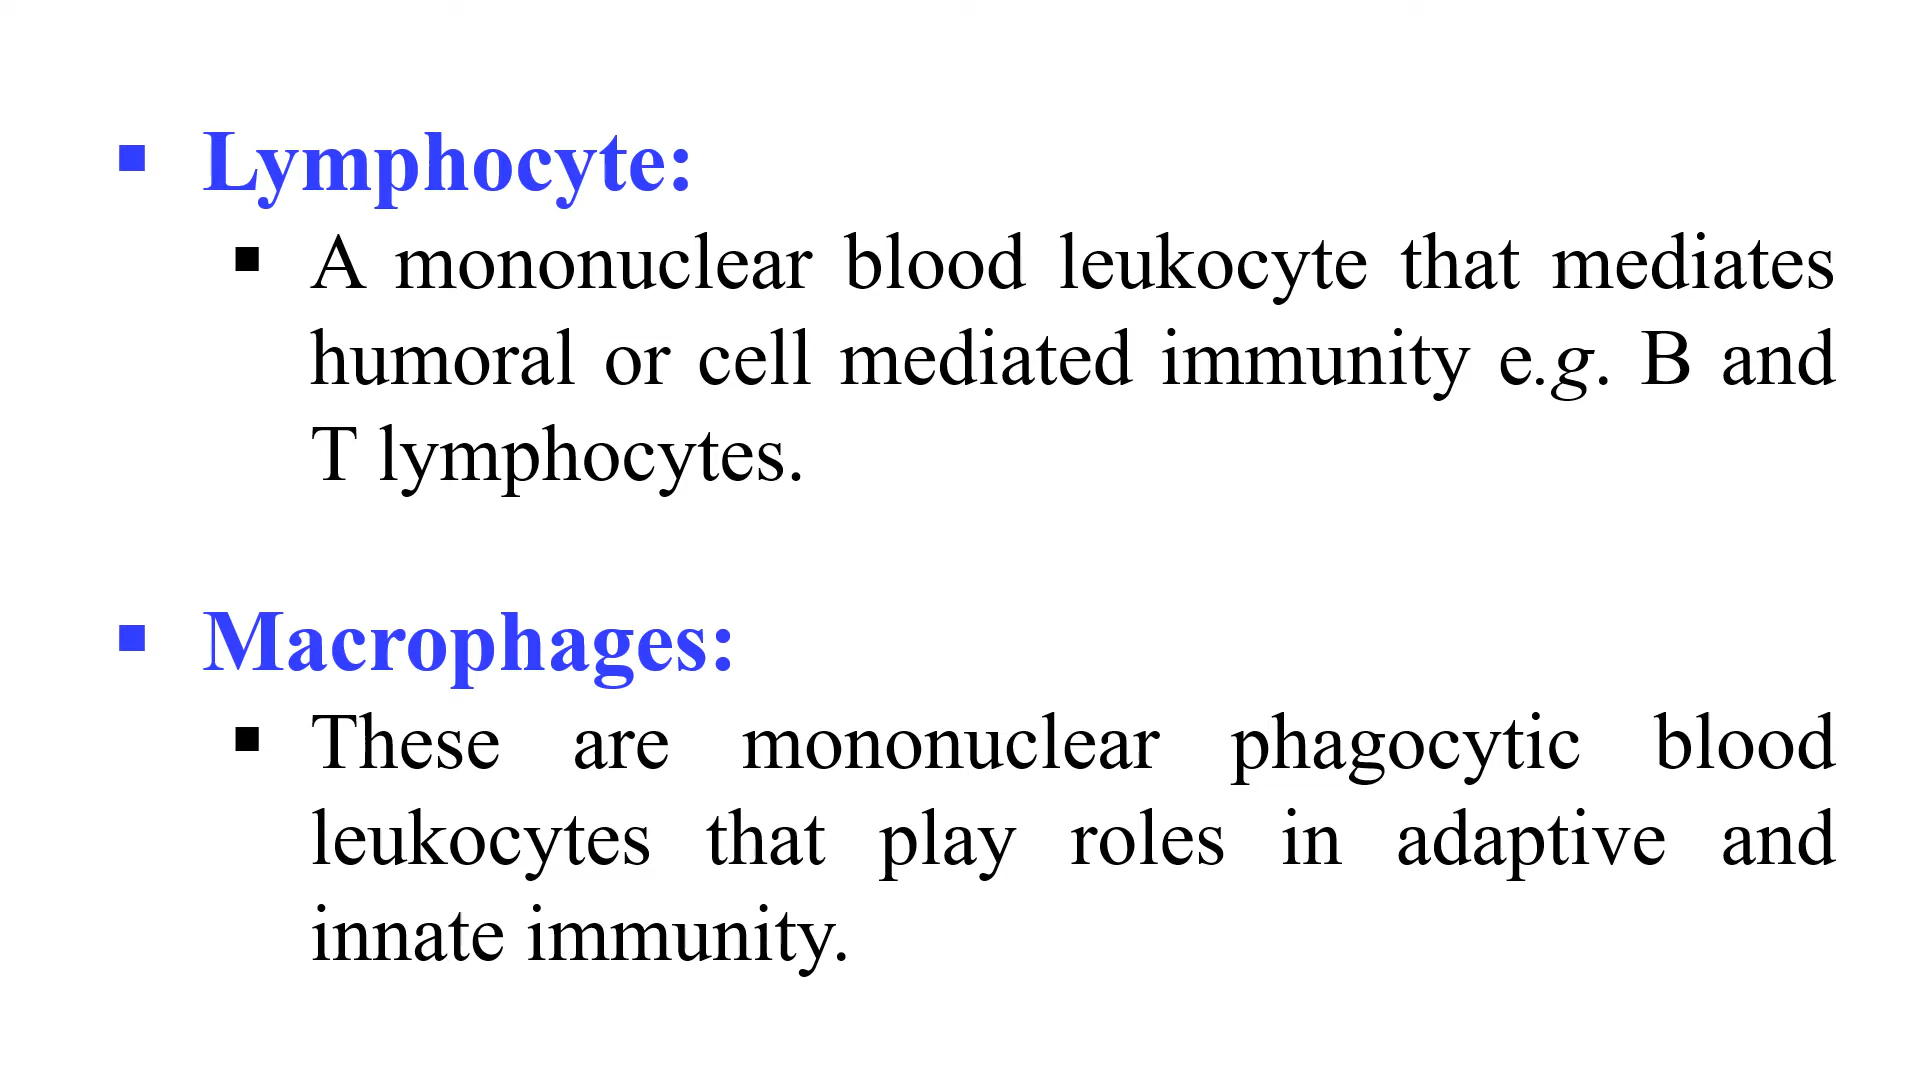 ▪ Lymphocyte:
▪ A mononuclear blood leukocyte that mediates
humoral or cell mediated immunity e.g. B and
T lymphocytes.
▪ Macrophages:
▪ These are mononuclear phagocytic blood
leukocytes that play roles in adaptive and
innate immunity.